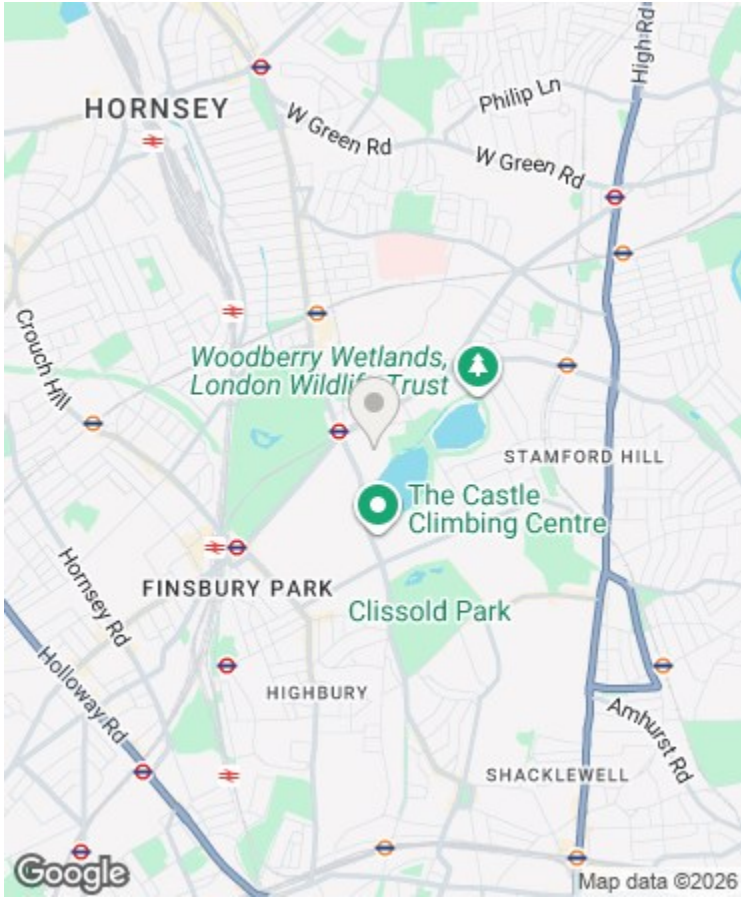 High Rd
Philip Ln
HORNSEY
W Green Rd
W Green Rd
Crouch Hill
Woodberry Wetlands,
London Wildlife Trust
STAMFORD HILL
The Castle
Climbing Centre
Hornsey Rd
FINSBURY PARK
Clissold Park
Holloway Rd
HIGHBURY
Amhurst Rd
SHACKLEWELL
Google
Map data ©2026